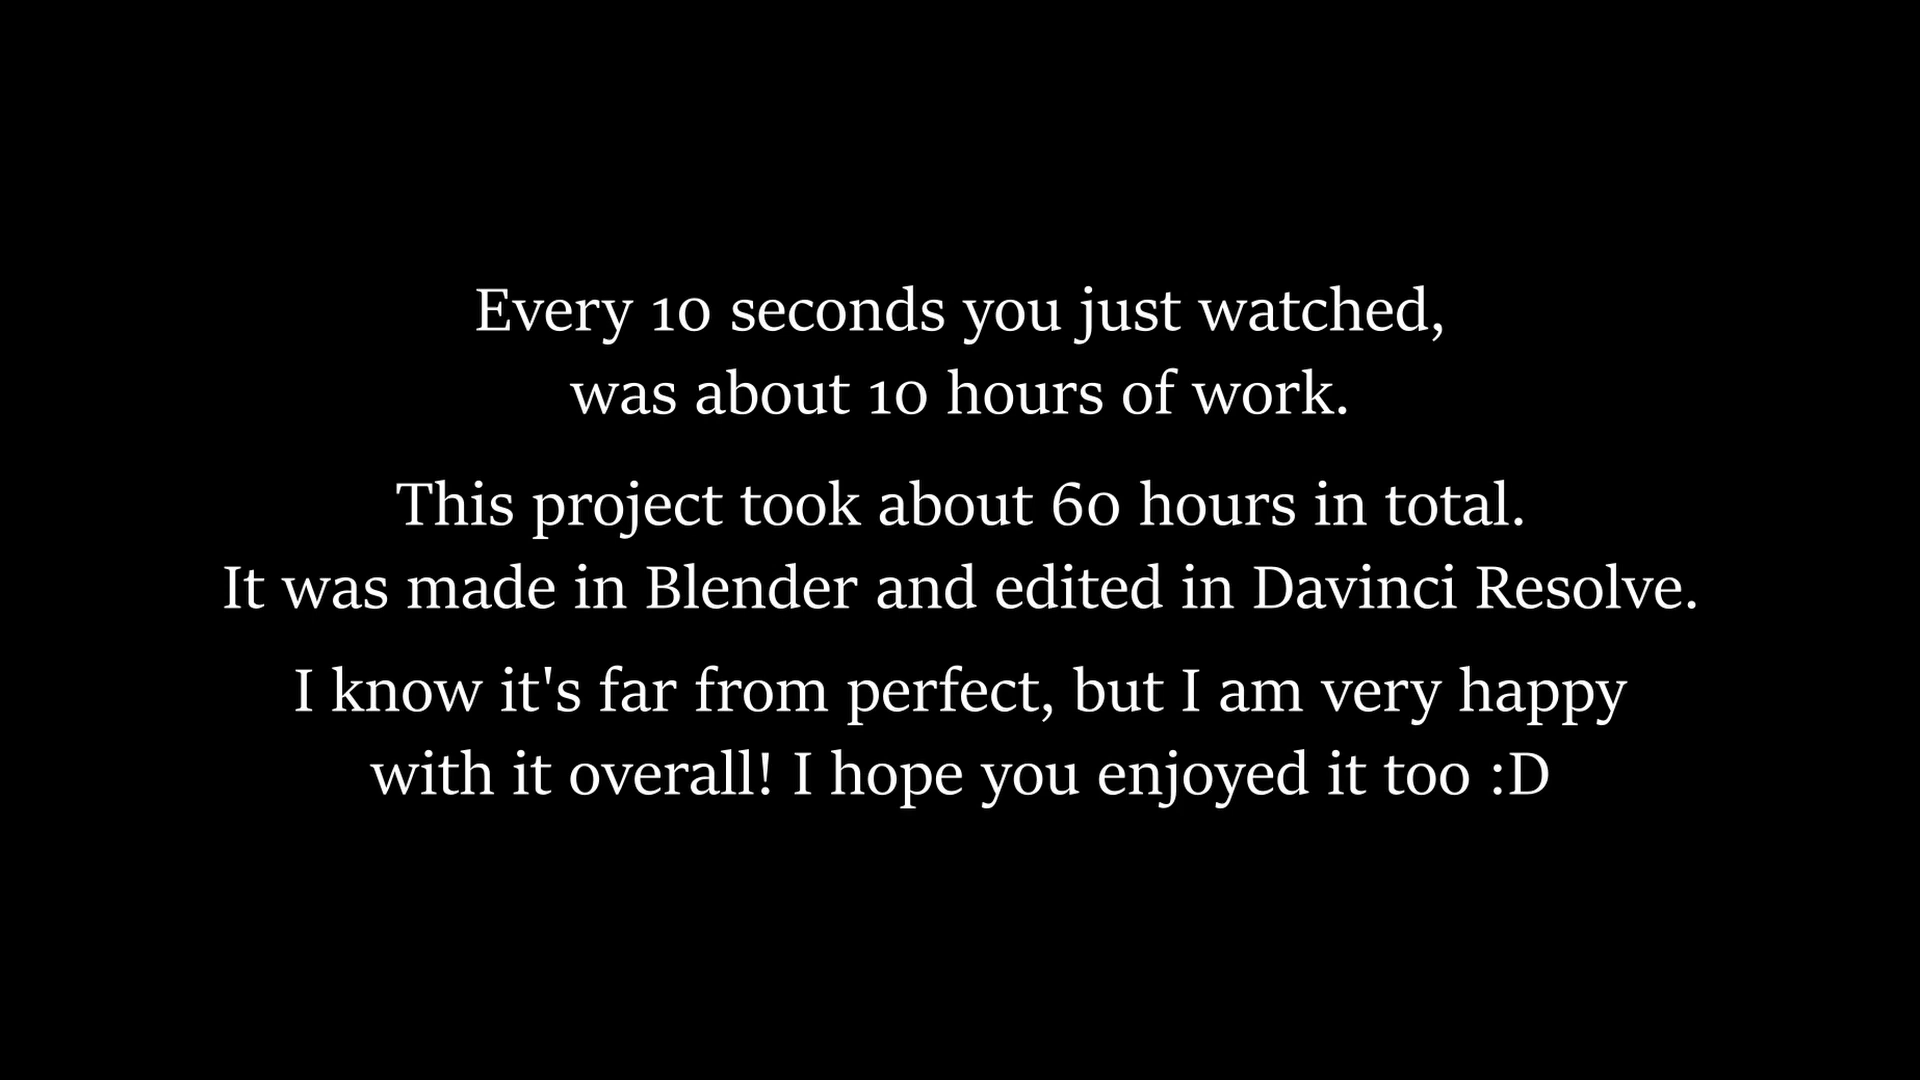 Every 10 seconds you just watched,
was about 10 hours of work.
This project took about 60 hours in total.
It was made in Blender and edited in Davinci Resolve.
I know it's far from perfect, but I am very happy
with it overall! I hope you enjoyed it too :D